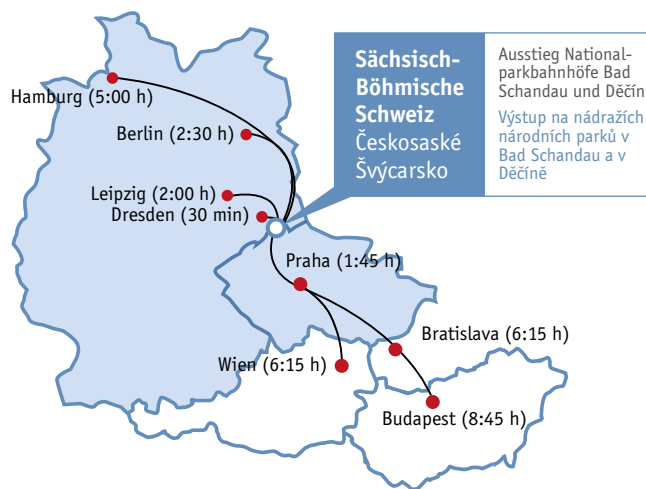 Sächsisch-
Böhmische
Schweiz
Českosaské
Švýcarsko
Ausstieg National-
parkbahnhöfe Bad
Schandau und Děčín
Výstup na nádražích
národních parků v
Bad Schandau a v
Děčíně
Hamburg (5:00 h)
Berlin (2:30 h)
Leipzig (2:00 h)
Dresden (30 min)
Praha (1:45 h)
Bratislava (6:15 h)
Wien (6:15 h)
Budapest (8:45 h)